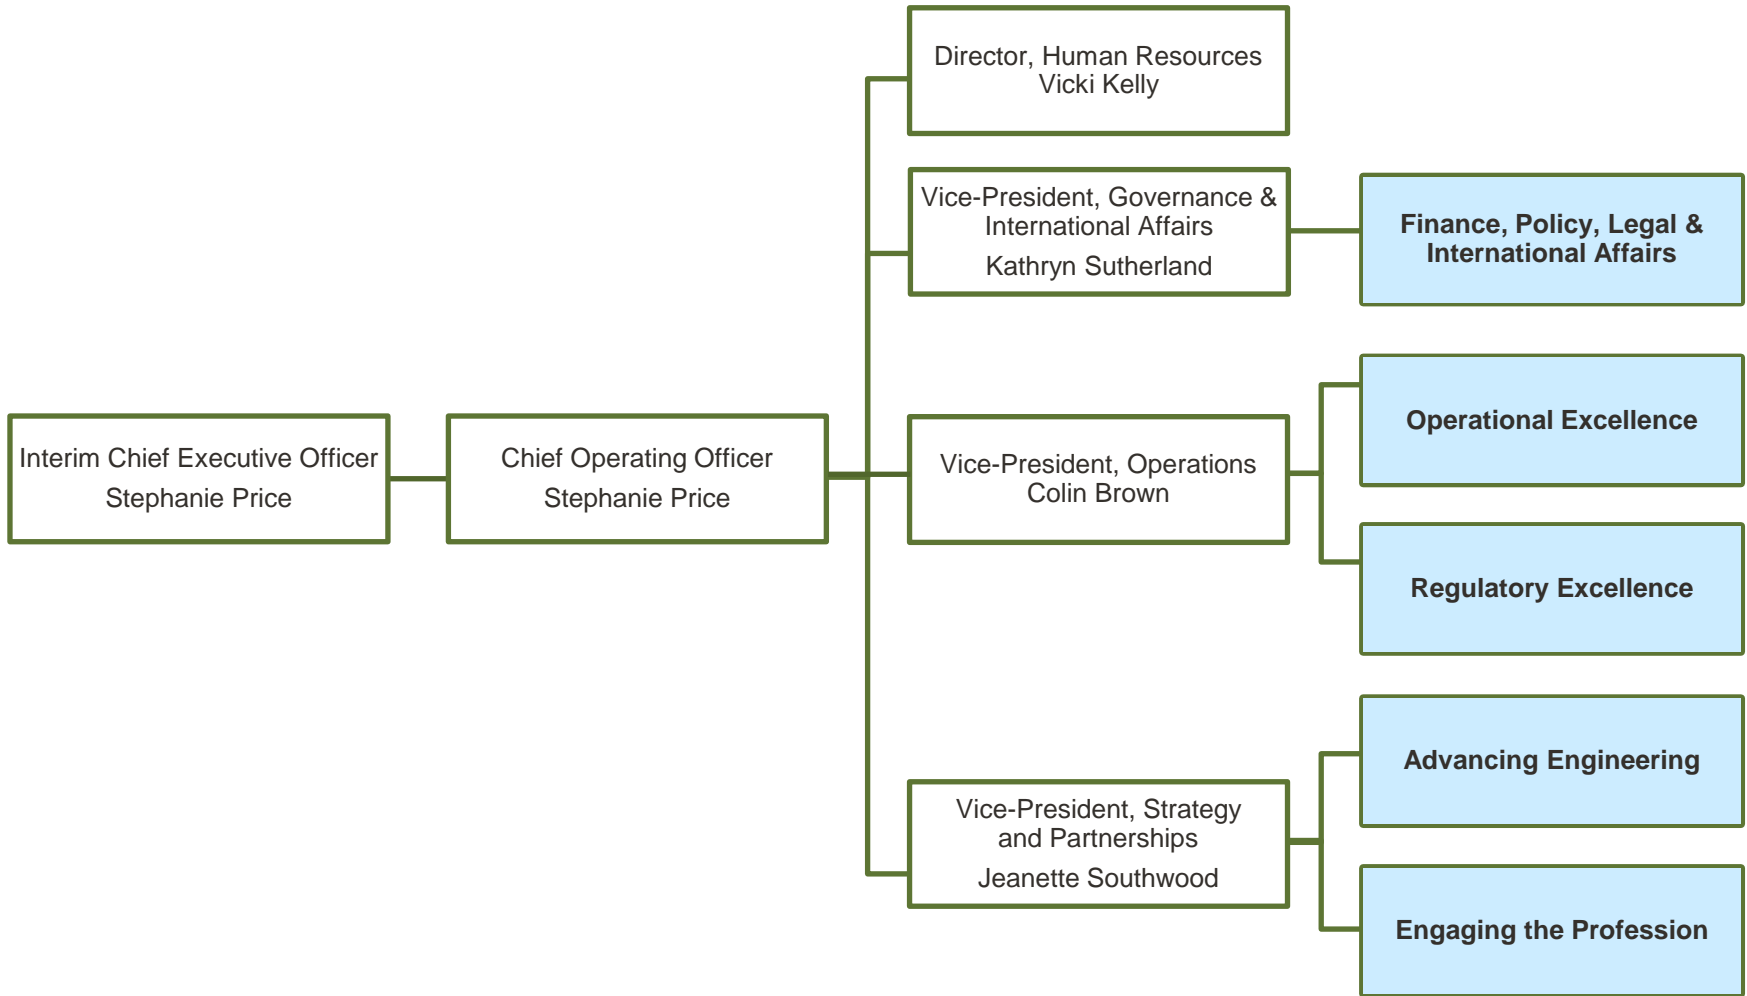 Director, Human Resources
Vicki Kelly
Vice-President, Governance &
International Affairs
Kathryn Sutherland
Finance, Policy, Legal &
International Affairs
Interim Chief Executive Officer
Stephanie Price
Chief Operating Officer
Stephanie Price
Vice-President, Operations
Colin Brown
Operational Excellence
Regulatory Excellence
Vice-President, Strategy
and Partnerships
Jeanette Southwood
Advancing Engineering
Engaging the Profession